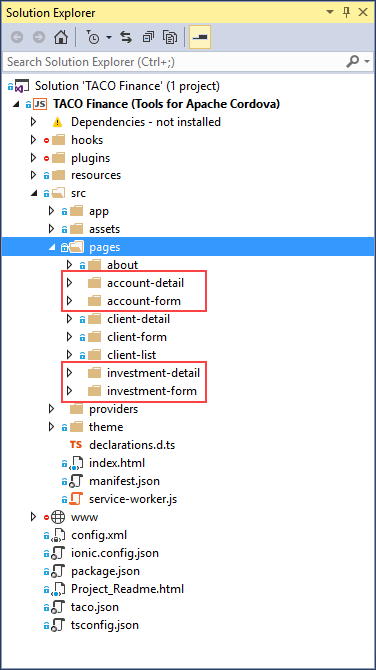 Solution Explorer
Search Solution Explorer (Ctrl+;)
Solution 'TACO Finance' (1 project)
JS TACO Finance (Tools for Apache Cordova)
Dependencies - not installed
hooks
plugins
resources
src
app
assets
pages
about
account-detail
account-form
client-detail
client-form
client-list
investment-detail
investment-form
providers
theme
TS declarations.d.ts
index.html
manifest.json
service-worker.js
www
config.xml
ionic.config.json
package.json
Project_Readme.html
taco.json
tsconfig.json